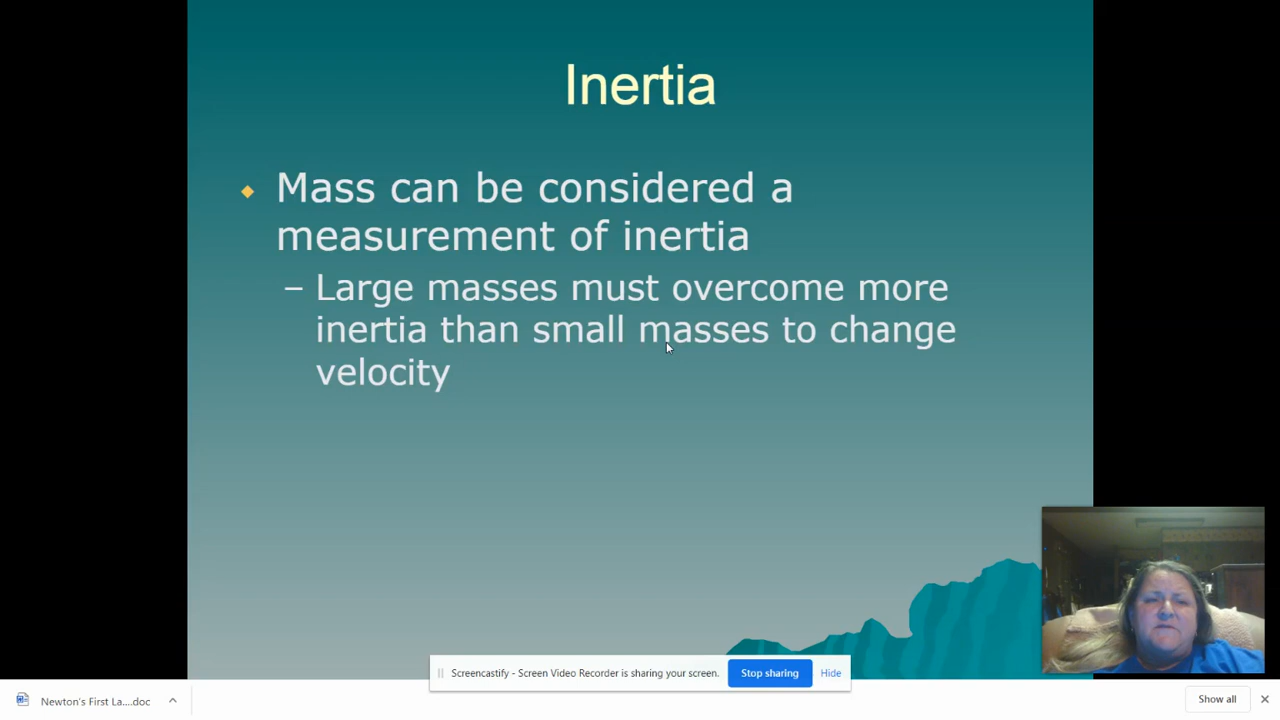 Inertia
Mass can be considered a
measurement of inertia
– Large masses must overcome more
inertia than small masses to change
velocity
Screencastify - Screen Video Recorder is sharing your screen. Stop sharing Hide
Newton's First La....doc Show all